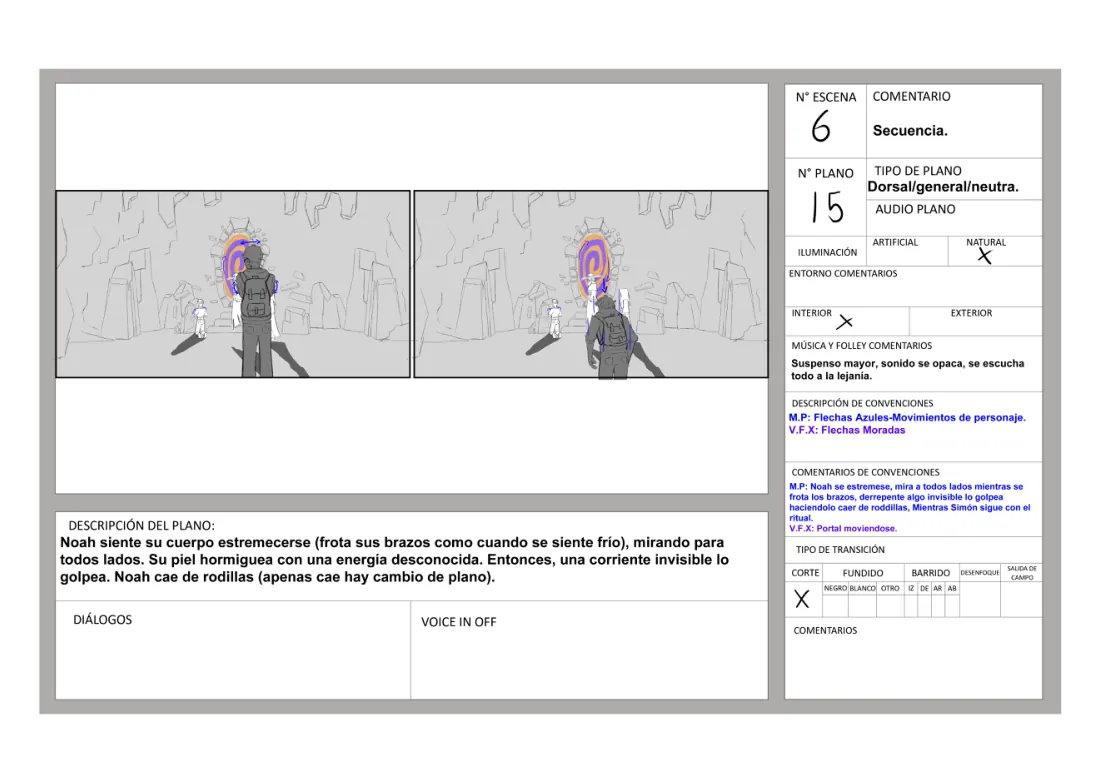 N° ESCENA
6
COMENTARIO
Secuencia.
N° PLANO
15
TIPO DE PLANO
Dorsal/general/neutra.
AUDIO PLANO
ILUMINACIÓN
ARTIFICIAL
NATURAL
X
ENTORNO COMENTARIOS
INTERIOR X
EXTERIOR
MÚSICA Y FOLLEY COMENTARIOS
Suspenso mayor, sonido se opaca, se escucha
todo a la lejanía.
DESCRIPCIÓN DE CONVENCIONES
M.P: Flechas Azules-Movimientos de personaje.
V.F.X: Flechas Moradas
COMENTARIOS DE CONVENCIONES
M.P: Noah se estremese, mira a todos lados mientras se
frota los brazos, derrepente algo invisible lo golpea
haciendolo caer de roddillas, Mientras Simón sigue con el
ritual.
V.F.X: Portal moviendose.
TIPO DE TRANSICIÓN
CORTE
FUNDIDO
BARRIDO
DESENFOQUE
SALIDA DE
CAMPO
NEGRO BLANCO OTRO
IZ DE AR AB
X
COMENTARIOS
DESCRIPCIÓN DEL PLANO:
Noah siente su cuerpo estremecerse (frota sus brazos como cuando se siente frío), mirando para
todos lados. Su piel hormiguea con una energía desconocida. Entonces, una corriente invisible lo
golpea. Noah cae de rodillas (apenas cae hay cambio de plano).
DIÁLOGOS
VOICE IN OFF